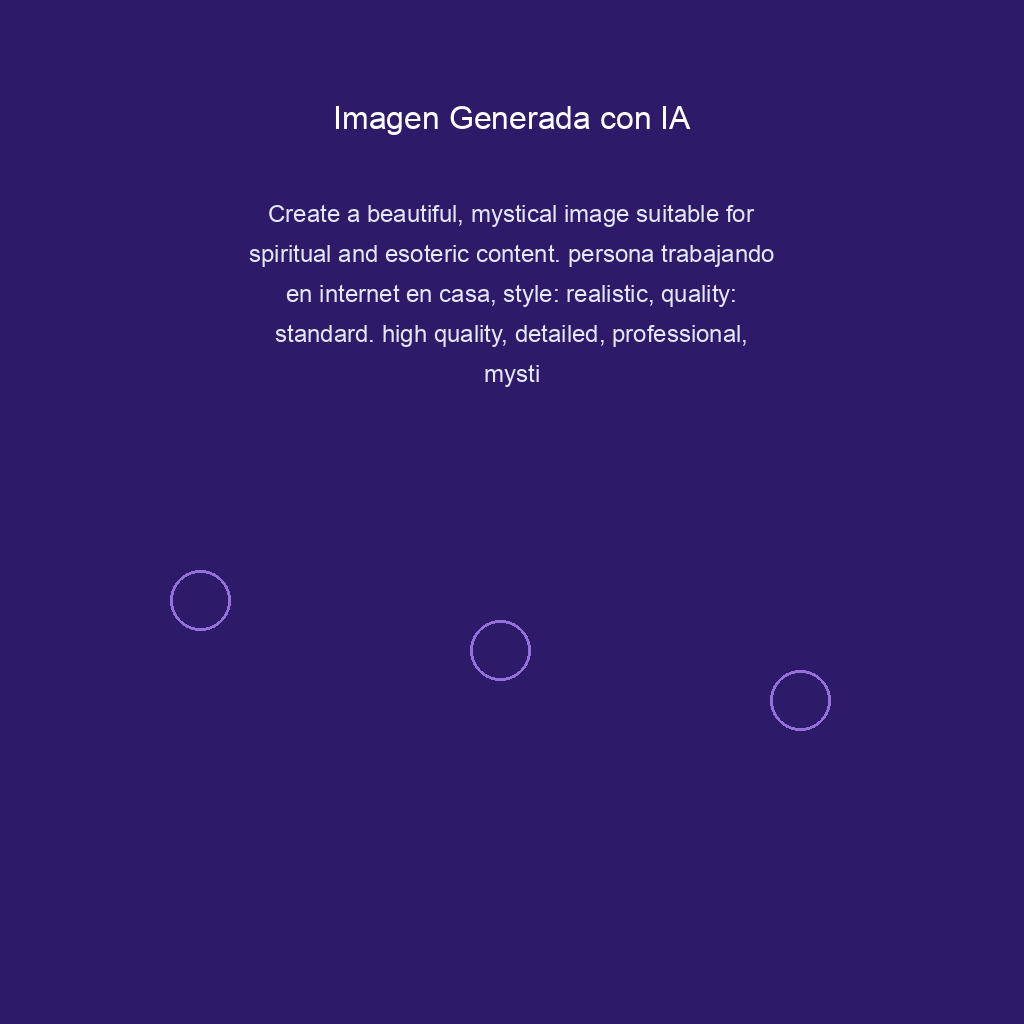 Imagen Generada con IA
Create a beautiful, mystical image suitable for
spiritual and esoteric content. persona trabajando
en internet en casa, style: realistic, quality:
standard. high quality, detailed, professional,
mysti